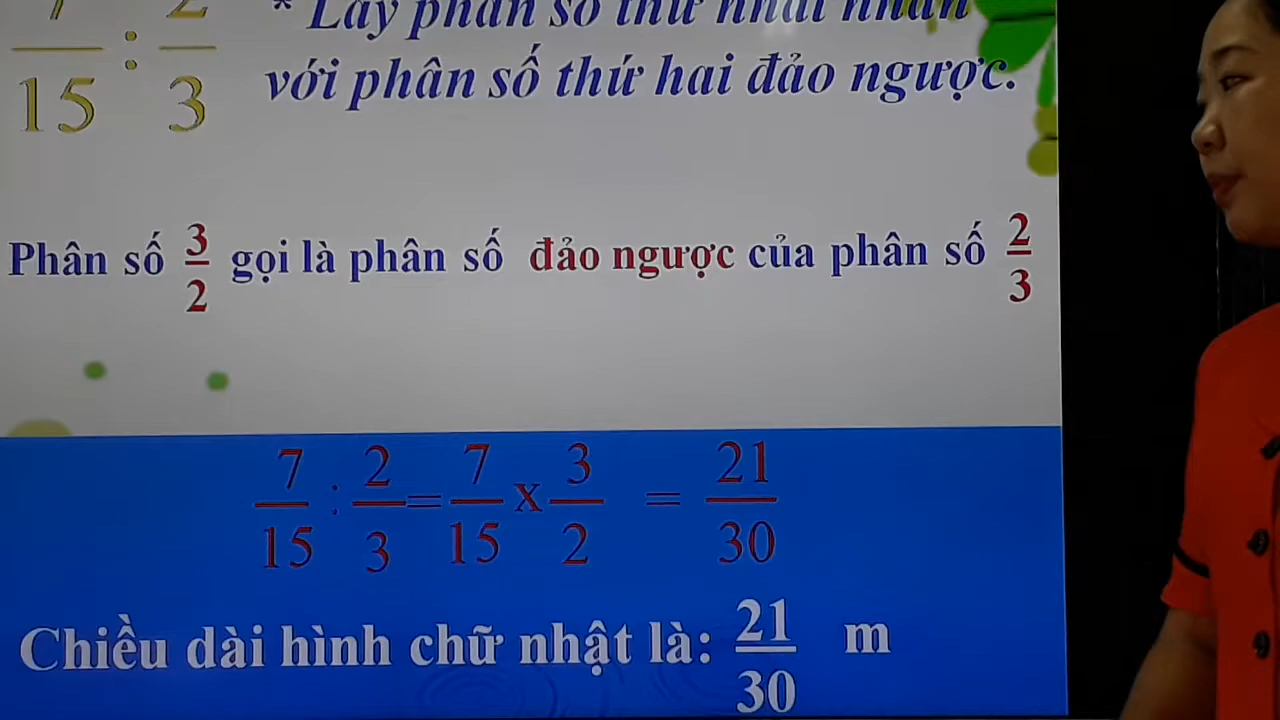 7/15 : 2/3
* Lấy phân số thứ nhất nhân
với phân số thứ hai đảo ngược.
Phân số 3/2 gọi là phân số đảo ngược của phân số 2/3
7/15 : 2/3 = 7/15 x 3/2 = 21/30
Chiều dài hình chữ nhật là: 21/30 m